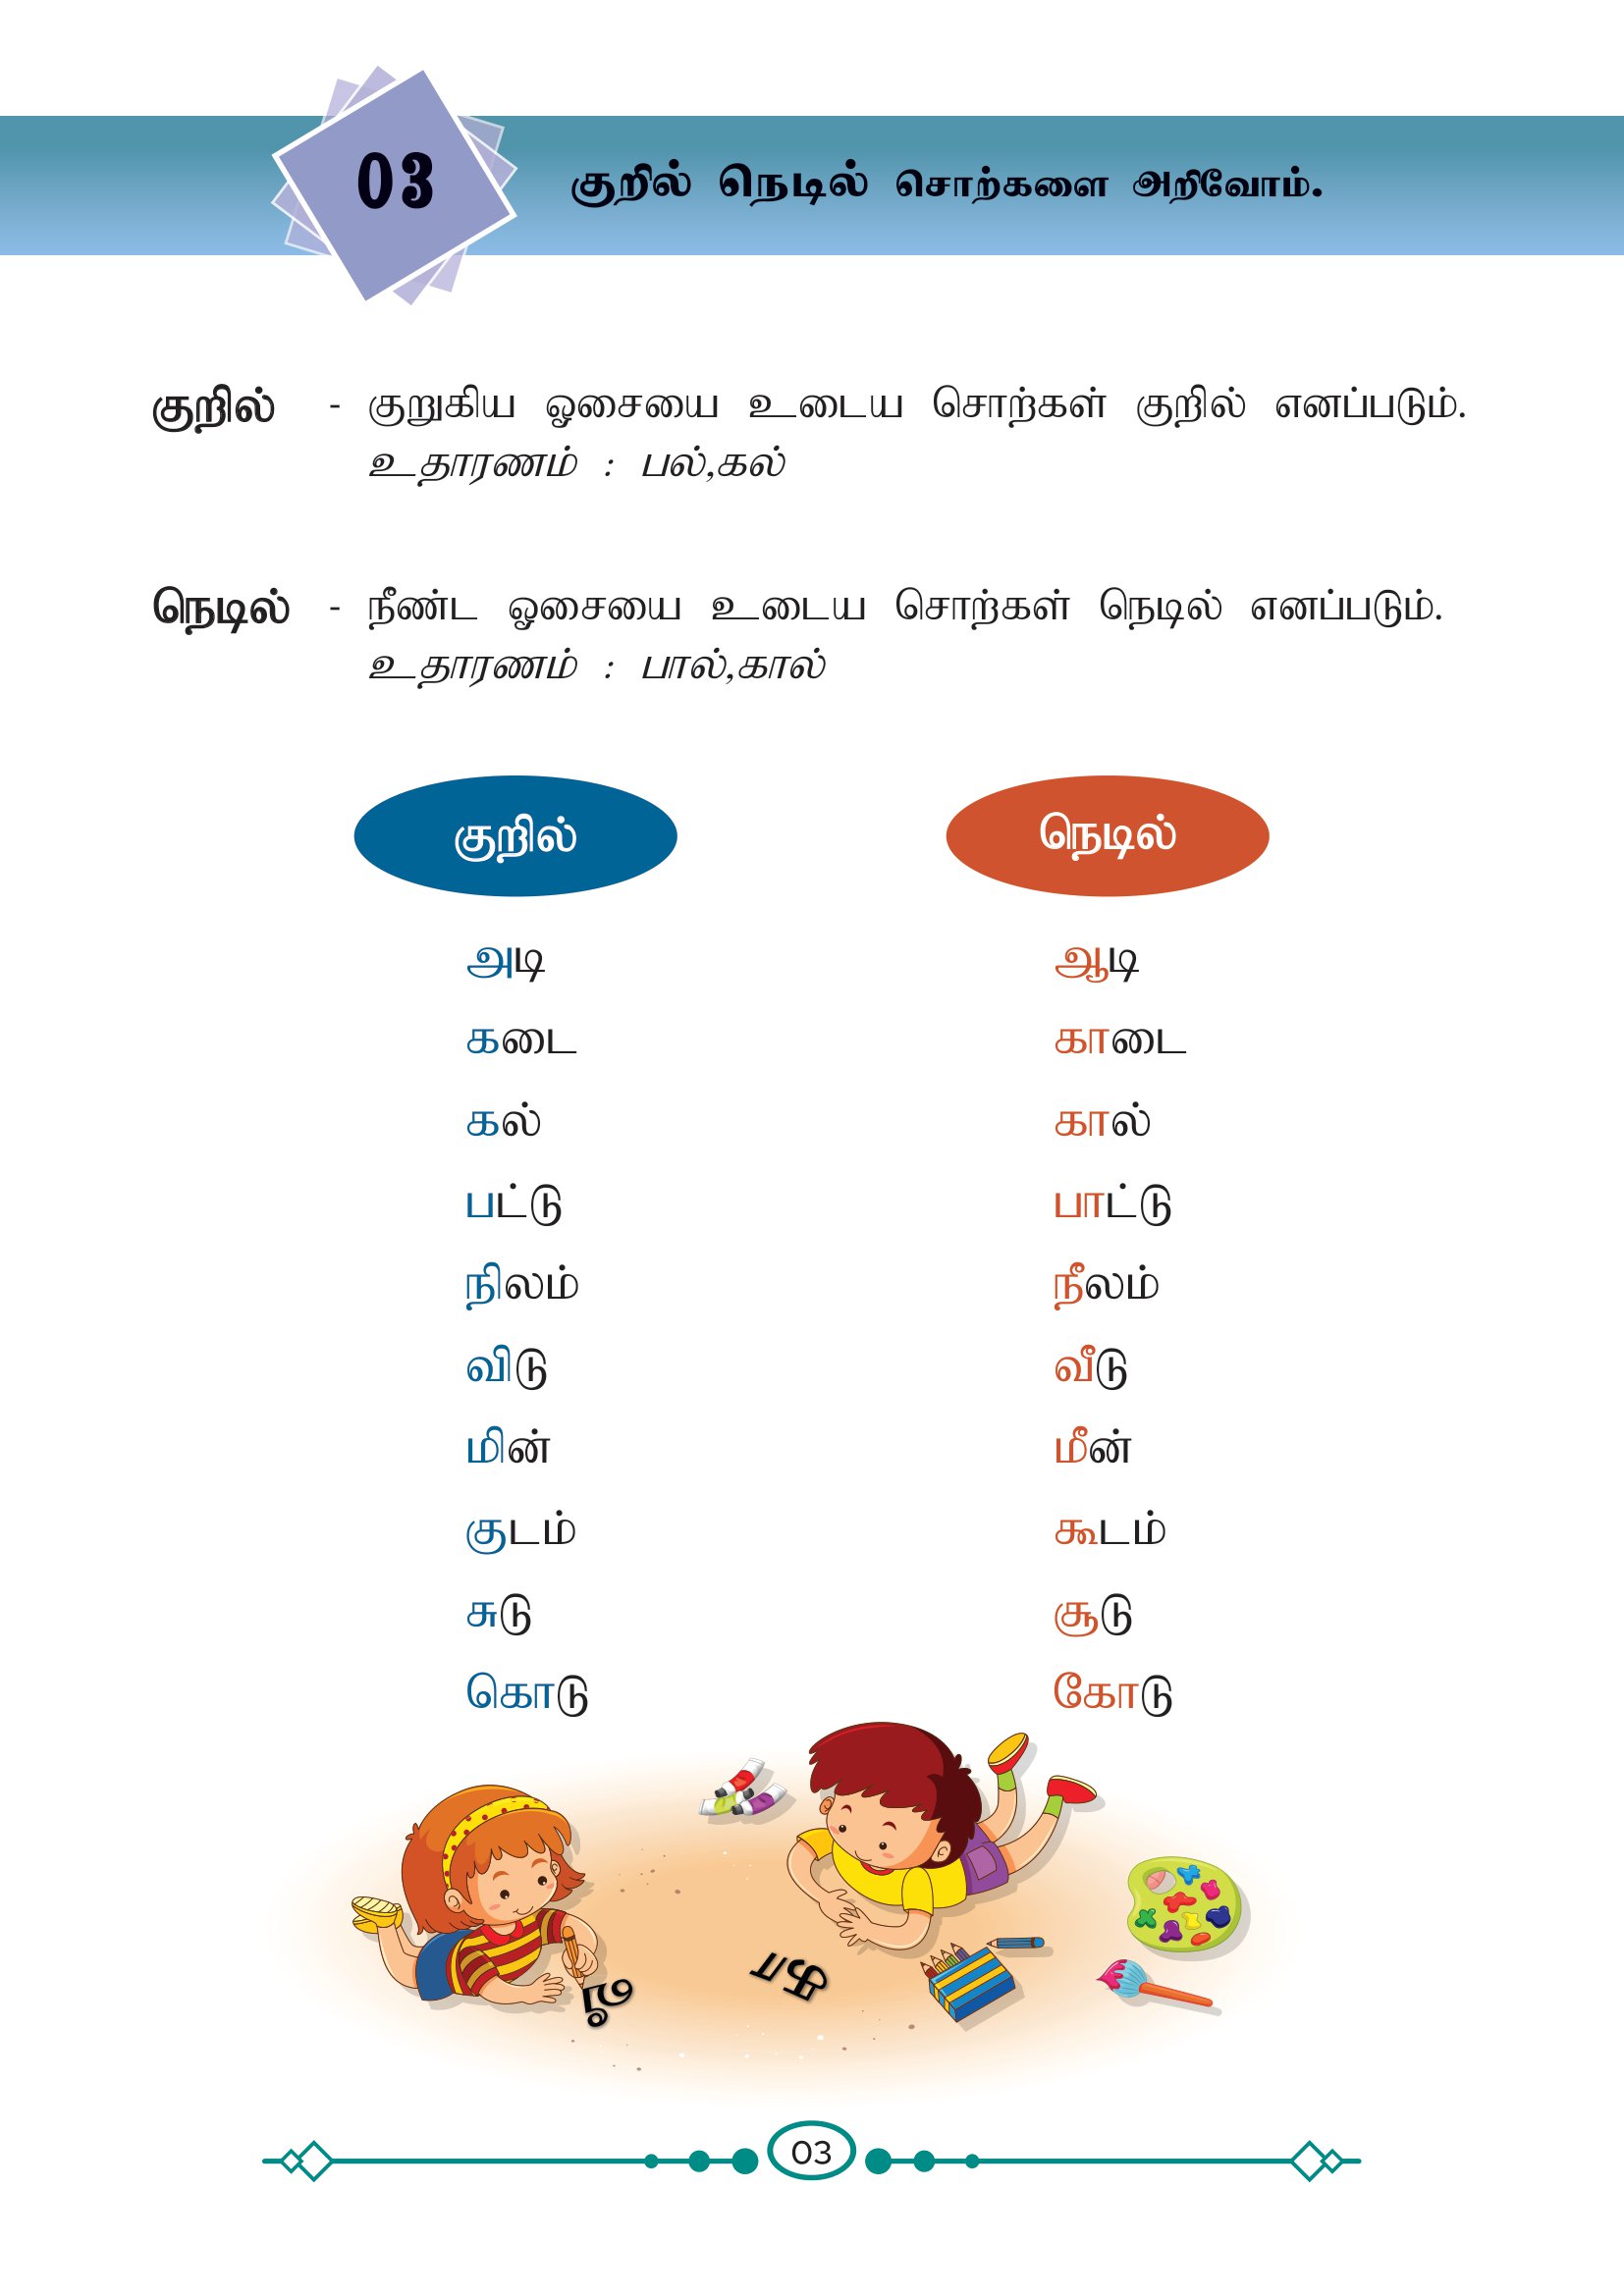 03
குறில் நெடில் சொற்களை அறிவோம்.
குறில் - குறுகிய ஓசையை உடைய சொற்கள் குறில் எனப்படும்.
உதாரணம் : பல்,கல்
நெடில் - நீண்ட ஓசையை உடைய சொற்கள் நெடில் எனப்படும்.
உதாரணம் : பால்,கால்
குறில் நெடில்
அடி ஆடி
கடை காடை
கல் கால்
பட்டு பாட்டு
நிலம் நீலம்
விடு வீடு
மின் மீன்
குடம் கூடம்
சுடு சூடு
கொடு கோடு
03